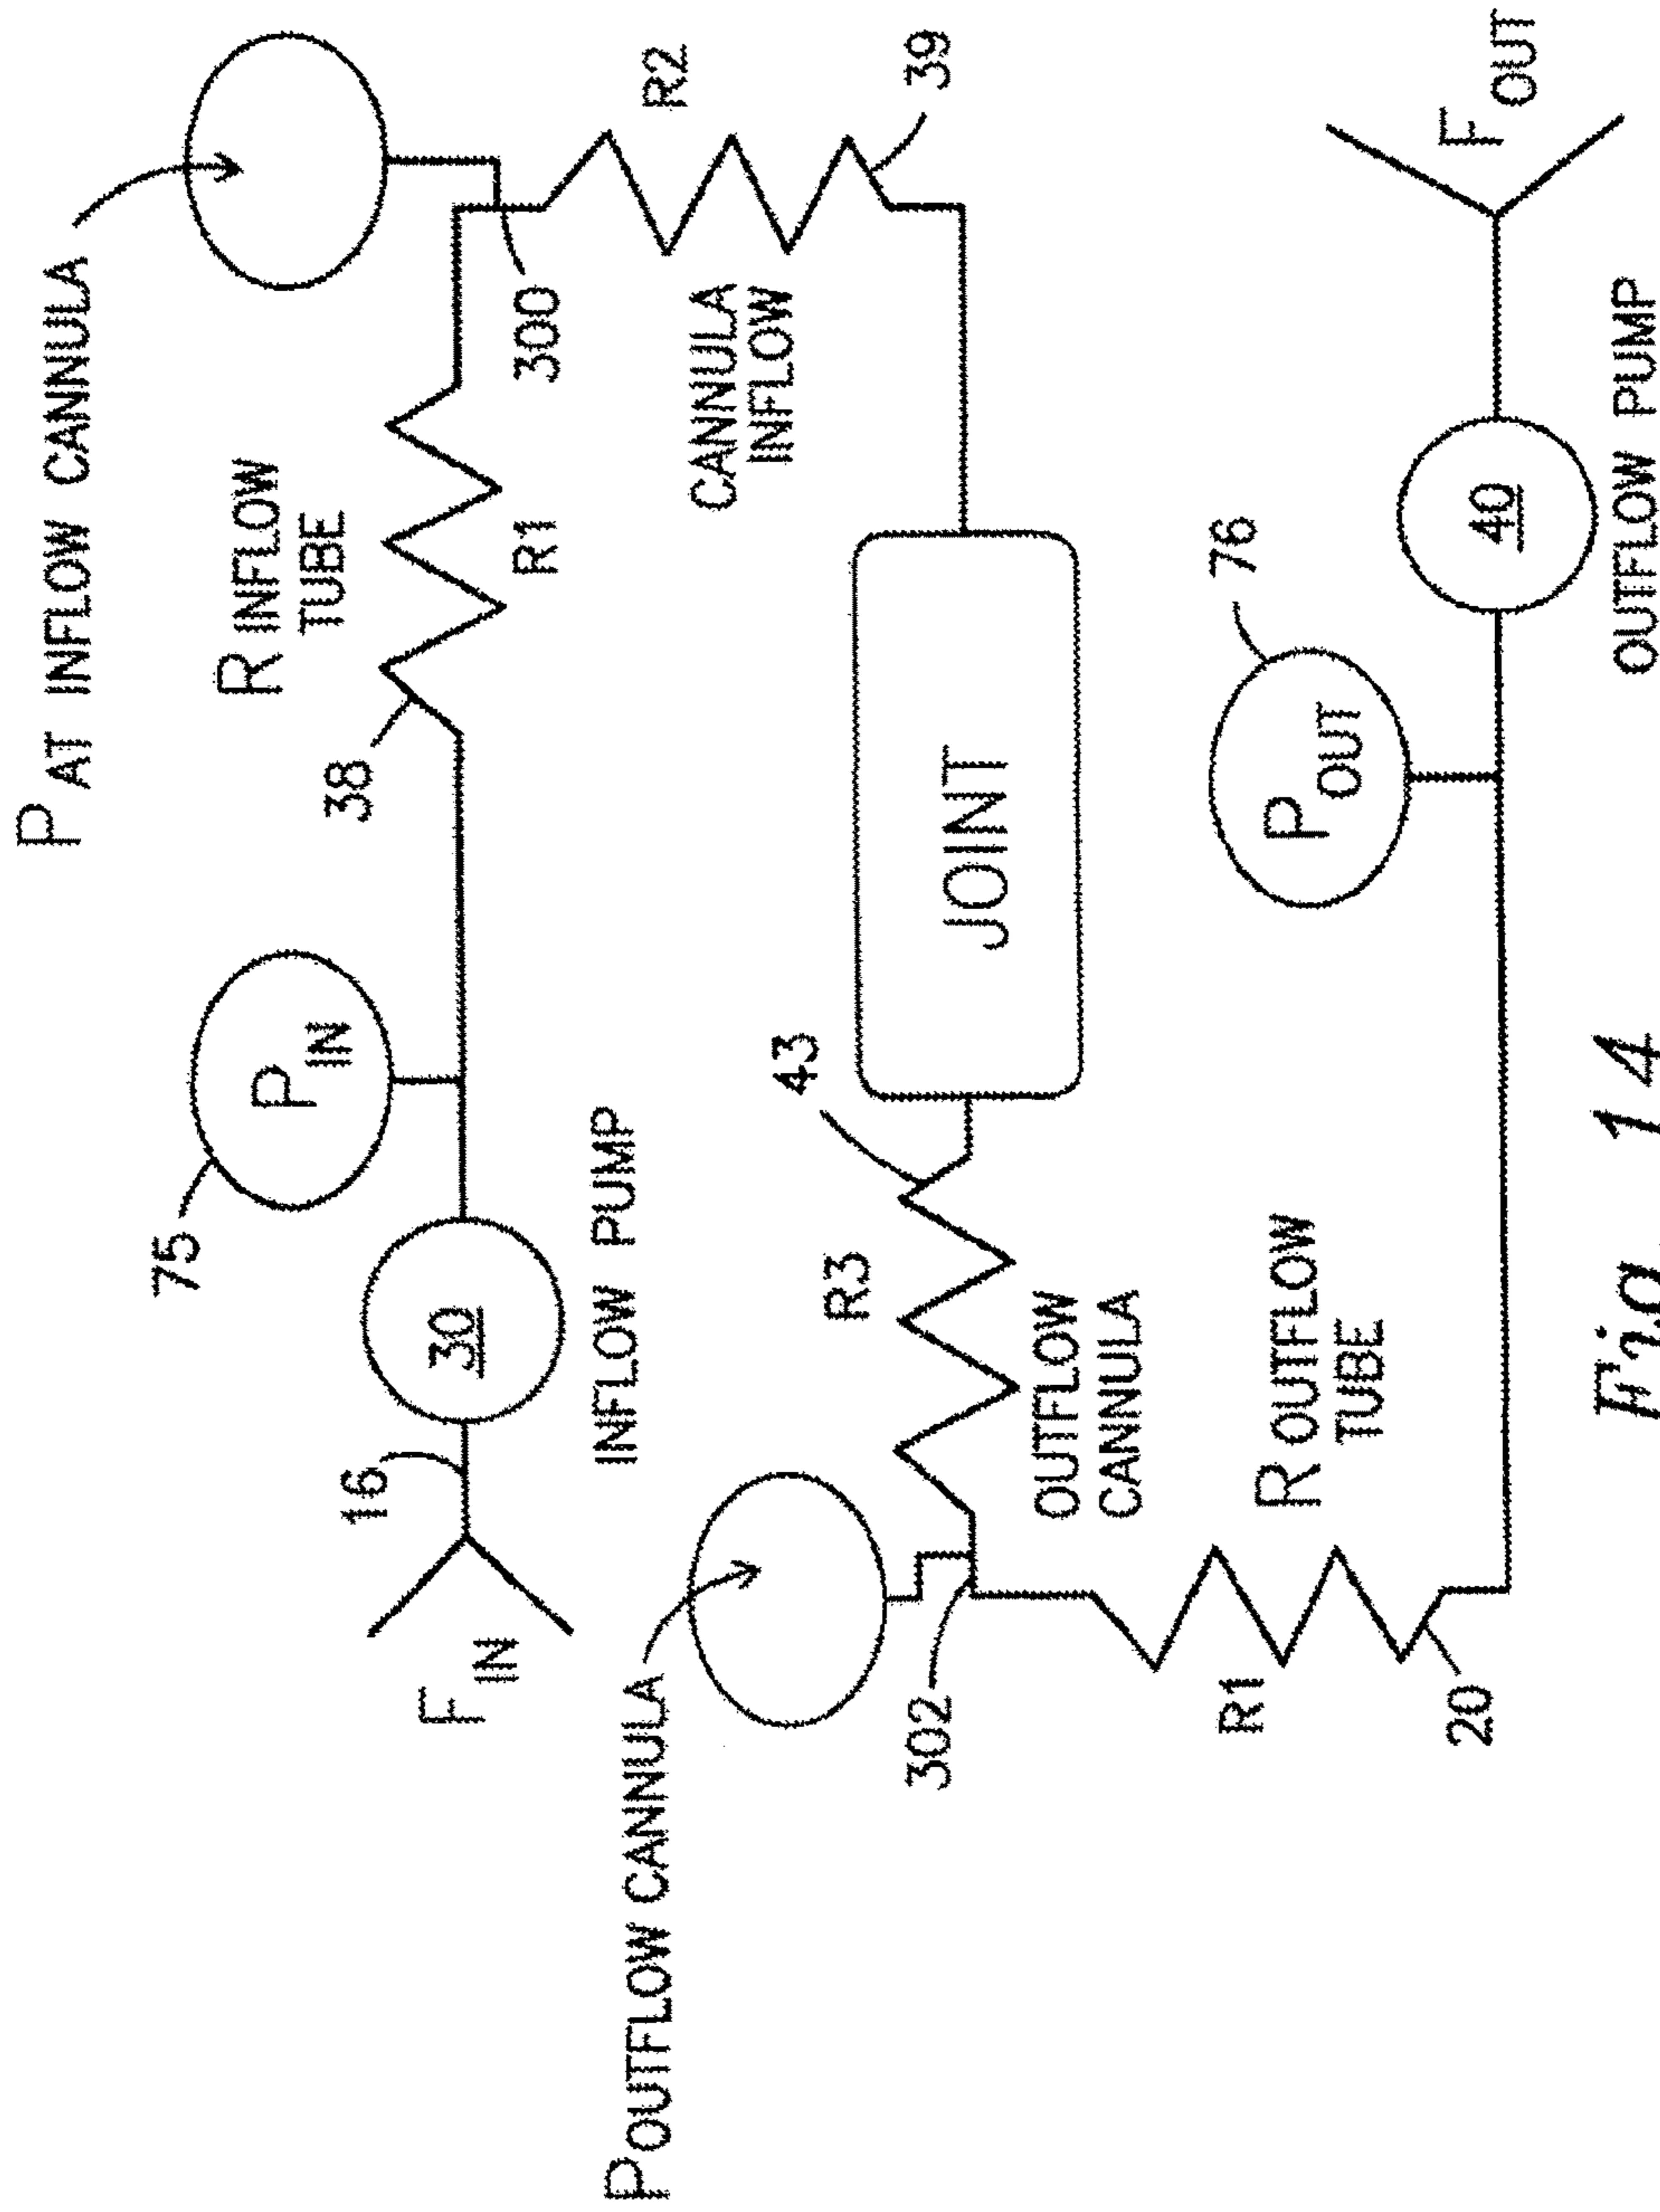 P AT INFLOW CANNULA
R INFLOW
TUBE
38
R1
300
R2
39
CANNULA
INFLOW
75
P IN
16
30
F IN
INFLOW PUMP
P OUTFLOW CANNULA
302
R3
43
JOINT
OUTFLOW
CANNULA
R OUTFLOW
TUBE
R1
20
76
P OUT
40
F OUT
OUTFLOW PUMP
Fig. 14